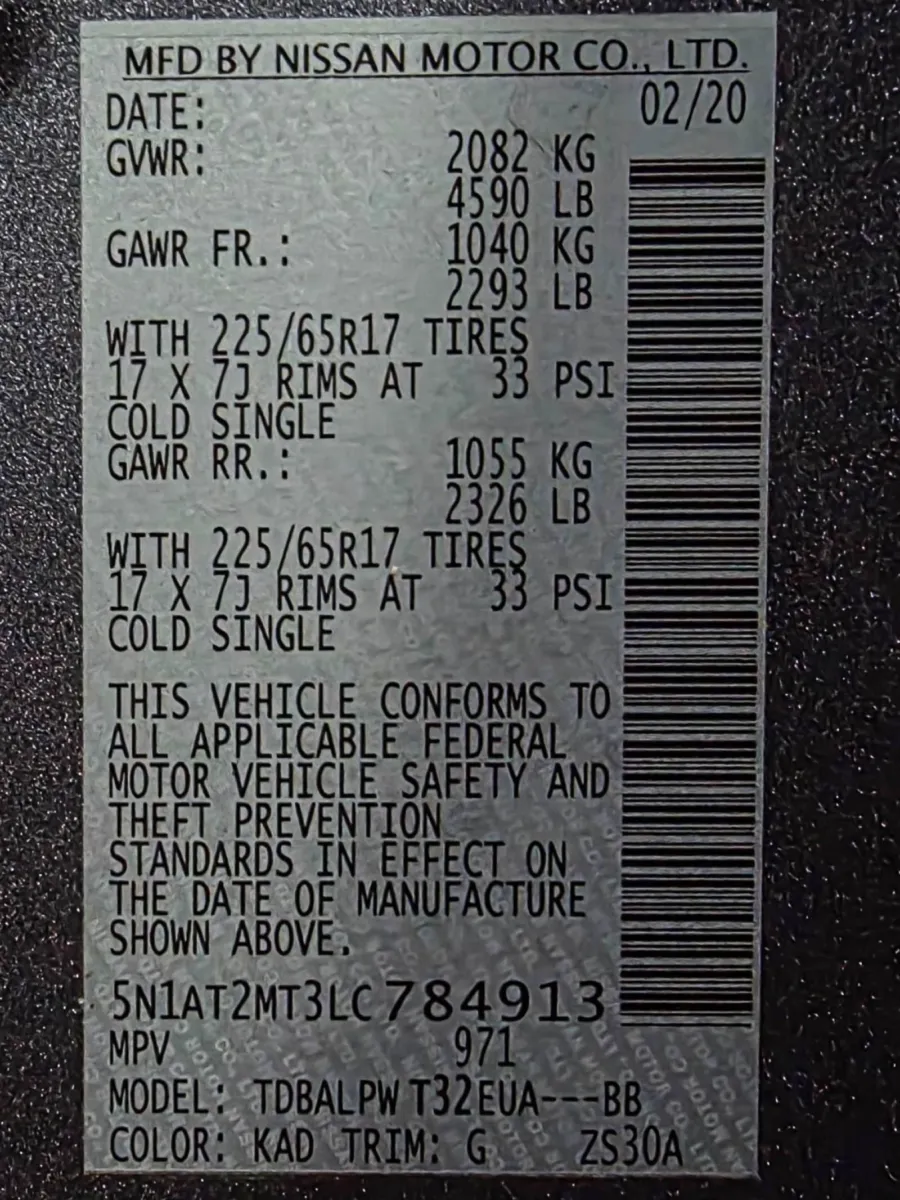 MFD BY NISSAN MOTOR CO., LTD.
DATE: 02/20
GVWR: 2082 KG
4590 LB
GAWR FR.: 1040 KG
2293 LB
WITH 225/65R17 TIRES
17 X 7J RIMS AT 33 PSI
COLD SINGLE
GAWR RR.: 1055 KG
2326 LB
WITH 225/65R17 TIRES
17 X 7J RIMS AT 33 PSI
COLD SINGLE
THIS VEHICLE CONFORMS TO
ALL APPLICABLE FEDERAL
MOTOR VEHICLE SAFETY AND
THEFT PREVENTION
STANDARDS IN EFFECT ON
THE DATE OF MANUFACTURE
SHOWN ABOVE.
5N1AT2MT3LC784913
MPV 971
MODEL: TDBALPW T32EUA---BB
COLOR: KAD TRIM: G ZS30A